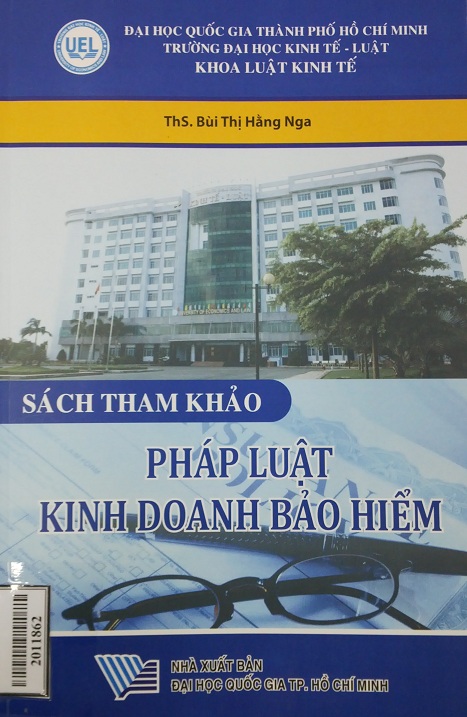 ĐẠI HỌC QUỐC GIA THÀNH PHỐ HỒ CHÍ MINH
TRƯỜNG ĐẠI HỌC KINH TẾ - LUẬT
KHOA LUẬT KINH TẾ
UEL
ThS. Bùi Thị Hằng Nga
SÁCH THAM KHẢO
PHÁP LUẬT
KINH DOANH BẢO HIỂM
2011862
NHÀ XUẤT BẢN
ĐẠI HỌC QUỐC GIA TP. HỒ CHÍ MINH